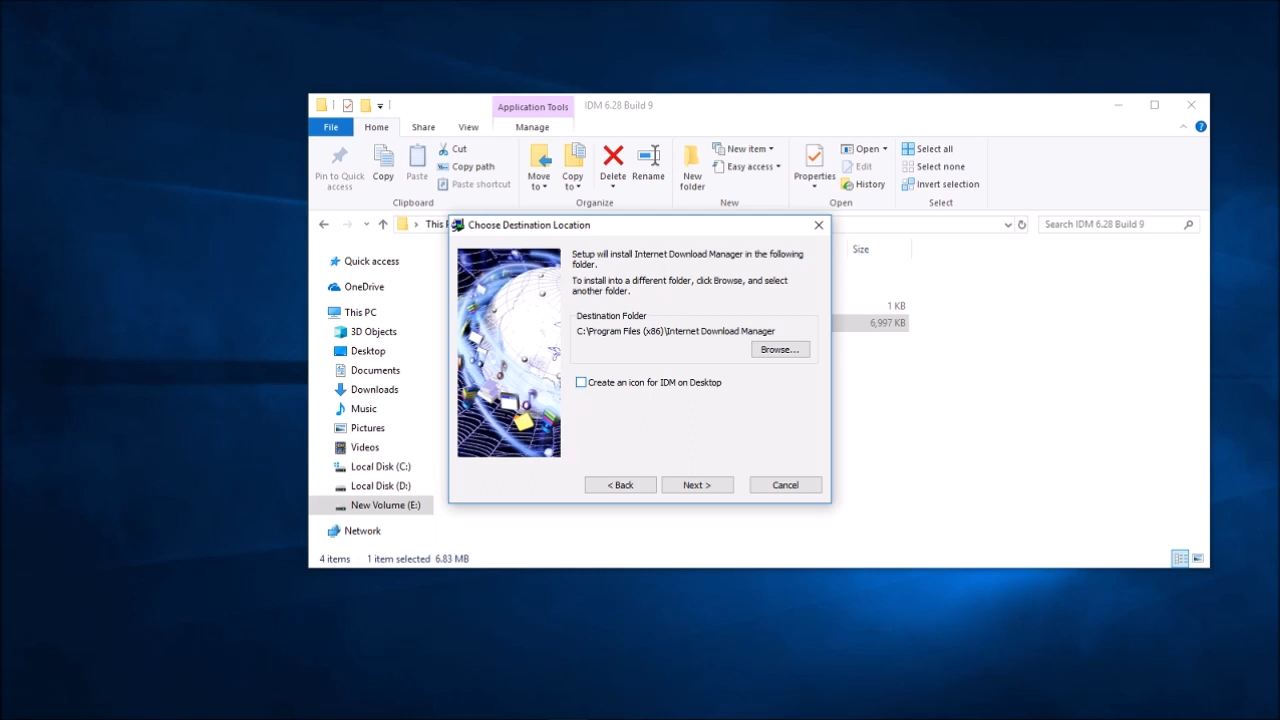 Application Tools
IDM 6.28 Build 9
File
Home
Share
View
Manage
Pin to Quick access
Copy
Paste
Cut
Copy path
Paste shortcut
Clipboard
Move to
Copy to
Delete
Rename
Organize
New folder
New item
Easy access
New
Properties
Open
Edit
History
Open
Select all
Select none
Invert selection
Select
This
Search IDM 6.28 Build 9
Quick access
OneDrive
This PC
3D Objects
Desktop
Documents
Downloads
Music
Pictures
Videos
Local Disk (C:)
Local Disk (D:)
New Volume (E:)
Network
Size
1 KB
6,997 KB
Choose Destination Location
Setup will install Internet Download Manager in the following
folder.
To install into a different folder, click Browse, and select
another folder.
Destination Folder
C:\Program Files (x86)\Internet Download Manager
Browse...
Create an icon for IDM on Desktop
< Back
Next >
Cancel
4 items
1 item selected 6.83 MB